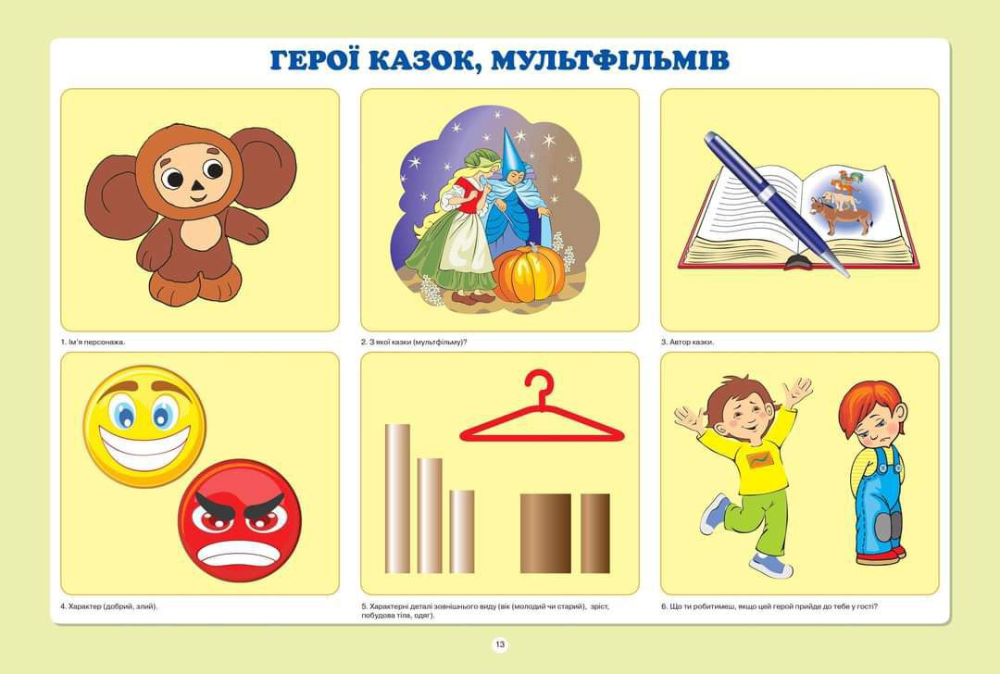 ГЕРОЇ КАЗОК, МУЛЬТФІЛЬМІВ
1. Ім'я персонажа.
2. З якої казки (мультфільму)?
3. Автор казки.
4. Характер (добрий, злий).
5. Характерні деталі зовнішнього виду (вік (молодий чи старий), зріст,
побудова тіла, одяг).
6. Що ти робитимеш, якщо цей герой прийде до тебе у гості?
13